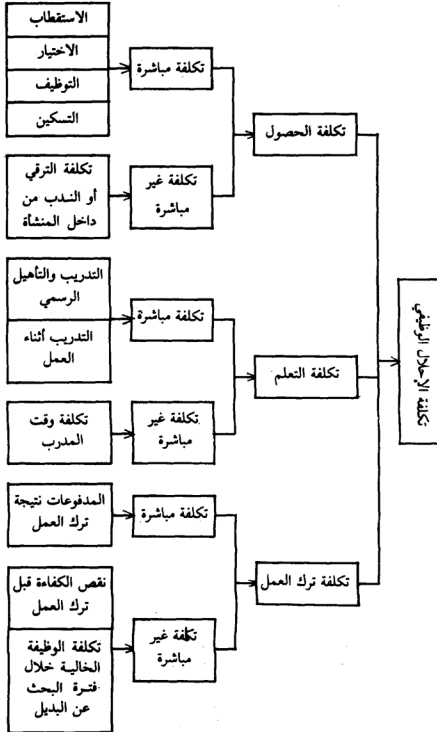 تكلفة الإحلال الوظيفي
تكلفة الحصول
تكلفة مباشرة
الاستقطاب
الاختيار
التوظيف
التسكين
تكلفة غير
مباشرة
تكلفة الترقي
أو الندب من
داخل المنشأة
تكلفة التعلم
تكلفة مباشرة
التدريب والتأهيل
الرسمي
التدريب أثناء
العمل
تكلفة غير
مباشرة
تكلفة وقت
المدرب
تكلفة ترك العمل
تكلفة مباشرة
المدفوعات نتيجة
ترك العمل
تكلفة غير
مباشرة
نقص الكفاءة قبل
ترك العمل
تكلفة الوظيفة
الخالية خلال
فترة البحث
عن البديل